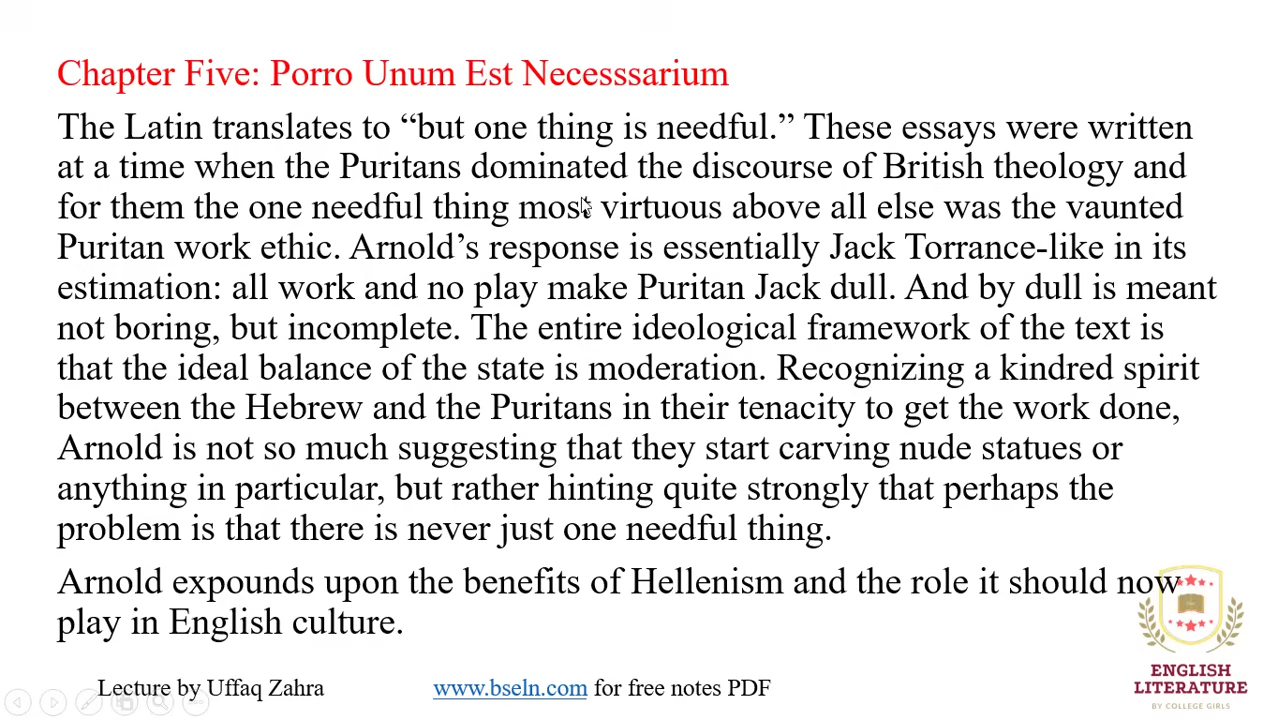 Chapter Five: Porro Unum Est Necesssarium
The Latin translates to “but one thing is needful.” These essays were written
at a time when the Puritans dominated the discourse of British theology and
for them the one needful thing most virtuous above all else was the vaunted
Puritan work ethic. Arnold’s response is essentially Jack Torrance-like in its
estimation: all work and no play make Puritan Jack dull. And by dull is meant
not boring, but incomplete. The entire ideological framework of the text is
that the ideal balance of the state is moderation. Recognizing a kindred spirit
between the Hebrew and the Puritans in their tenacity to get the work done,
Arnold is not so much suggesting that they start carving nude statues or
anything in particular, but rather hinting quite strongly that perhaps the
problem is that there is never just one needful thing.
Arnold expounds upon the benefits of Hellenism and the role it should now
play in English culture.
Lecture by Uffaq Zahra
www.bseln.com for free notes PDF
ENGLISH
LITERATURE
BY COLLEGE GIRLS